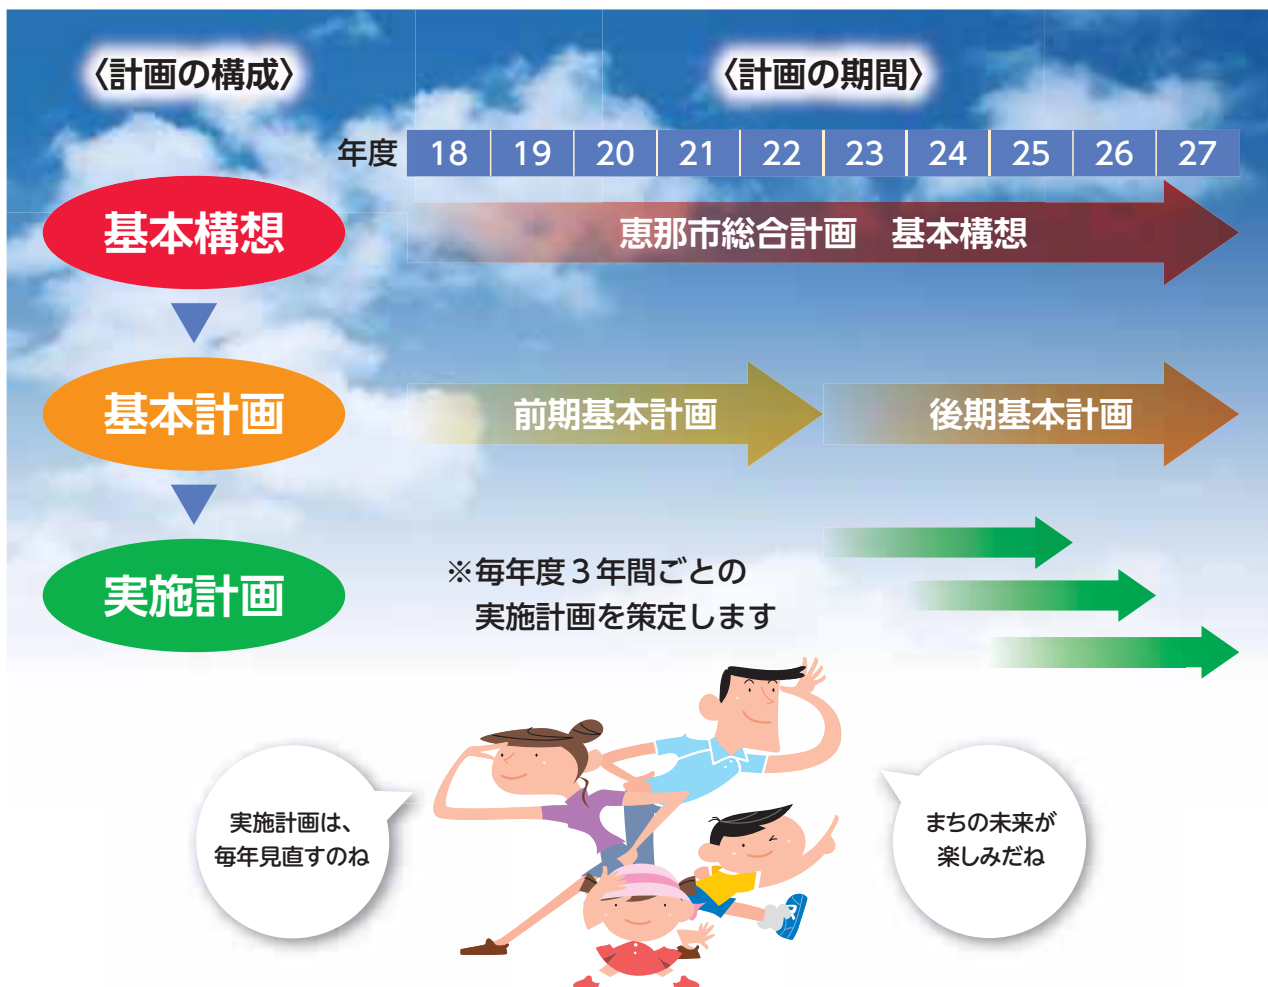 〈計画の構成〉
〈計画の期間〉
年度 18 19 20 21 22 23 24 25 26 27
基本構想
恵那市総合計画　基本構想
基本計画
前期基本計画
後期基本計画
実施計画
※毎年度３年間ごとの
実施計画を策定します
実施計画は、
毎年見直すのね
まちの未来が
楽しみだね